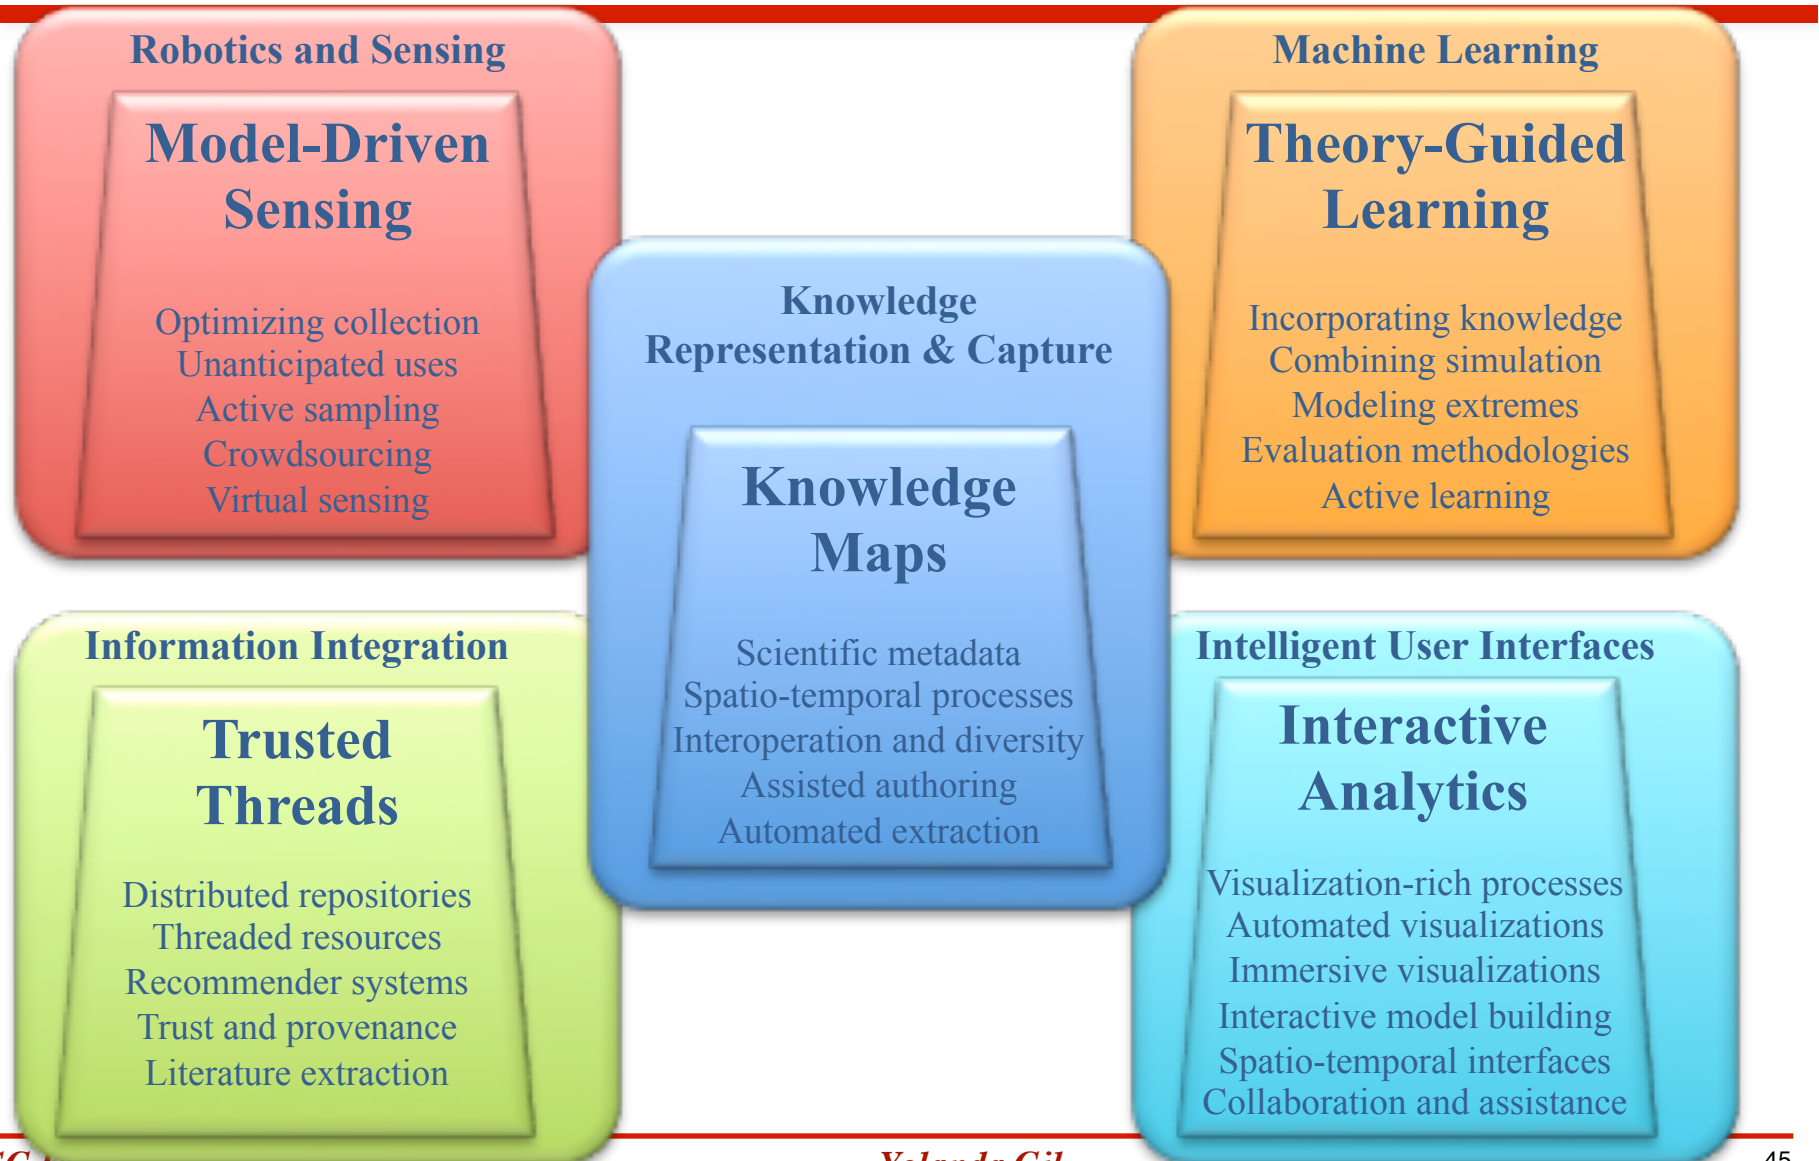 Robotics and Sensing
Model-Driven
Sensing
Optimizing collection
Unanticipated uses
Active sampling
Crowdsourcing
Virtual sensing
Machine Learning
Theory-Guided
Learning
Incorporating knowledge
Combining simulation
Modeling extremes
Evaluation methodologies
Active learning
Knowledge
Representation & Capture
Knowledge
Maps
Scientific metadata
Spatio-temporal processes
Interoperation and diversity
Assisted authoring
Automated extraction
Information Integration
Trusted
Threads
Distributed repositories
Threaded resources
Recommender systems
Trust and provenance
Literature extraction
Intelligent User Interfaces
Interactive
Analytics
Visualization-rich processes
Automated visualizations
Immersive visualizations
Interactive model building
Spatio-temporal interfaces
Collaboration and assistance
Yolanda Gil
45